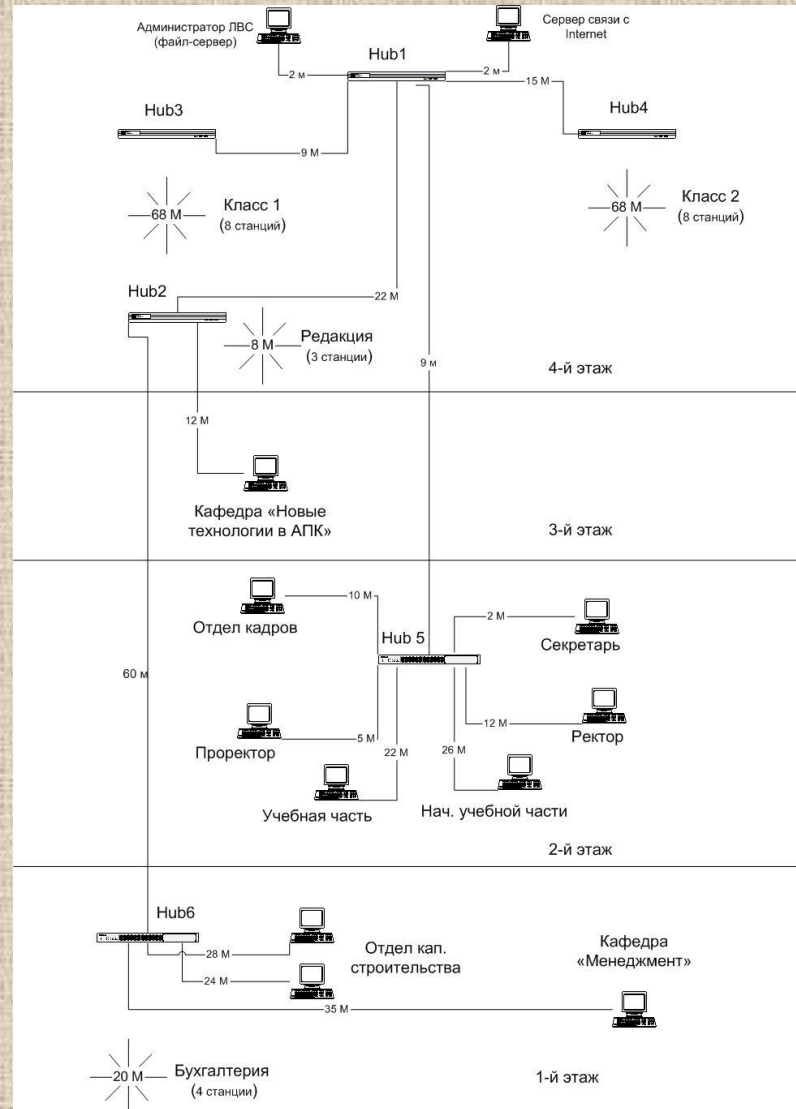 Администратор ЛВС
(файл-сервер)
Сервер связи с
Internet
Hub1
2 м
2 м
15 М
Hub3
Hub4
9 М
68 М
Класс 1
(8 станций)
68 М
Класс 2
(8 станций)
Hub2
22 М
8 М
Редакция
(3 станции)
9 м
4-й этаж
12 М
Кафедра «Новые
технологии в АПК»
3-й этаж
10 М
Отдел кадров
Hub 5
2 М
Секретарь
60 м
5 М
Проректор
22 М
26 М
12 М
Ректор
Учебная часть
Нач. учебной части
2-й этаж
Hub6
28 М
24 М
Отдел кап.
строительства
Кафедра
«Менеджмент»
35 М
20 М
Бухгалтерия
(4 станции)
1-й этаж